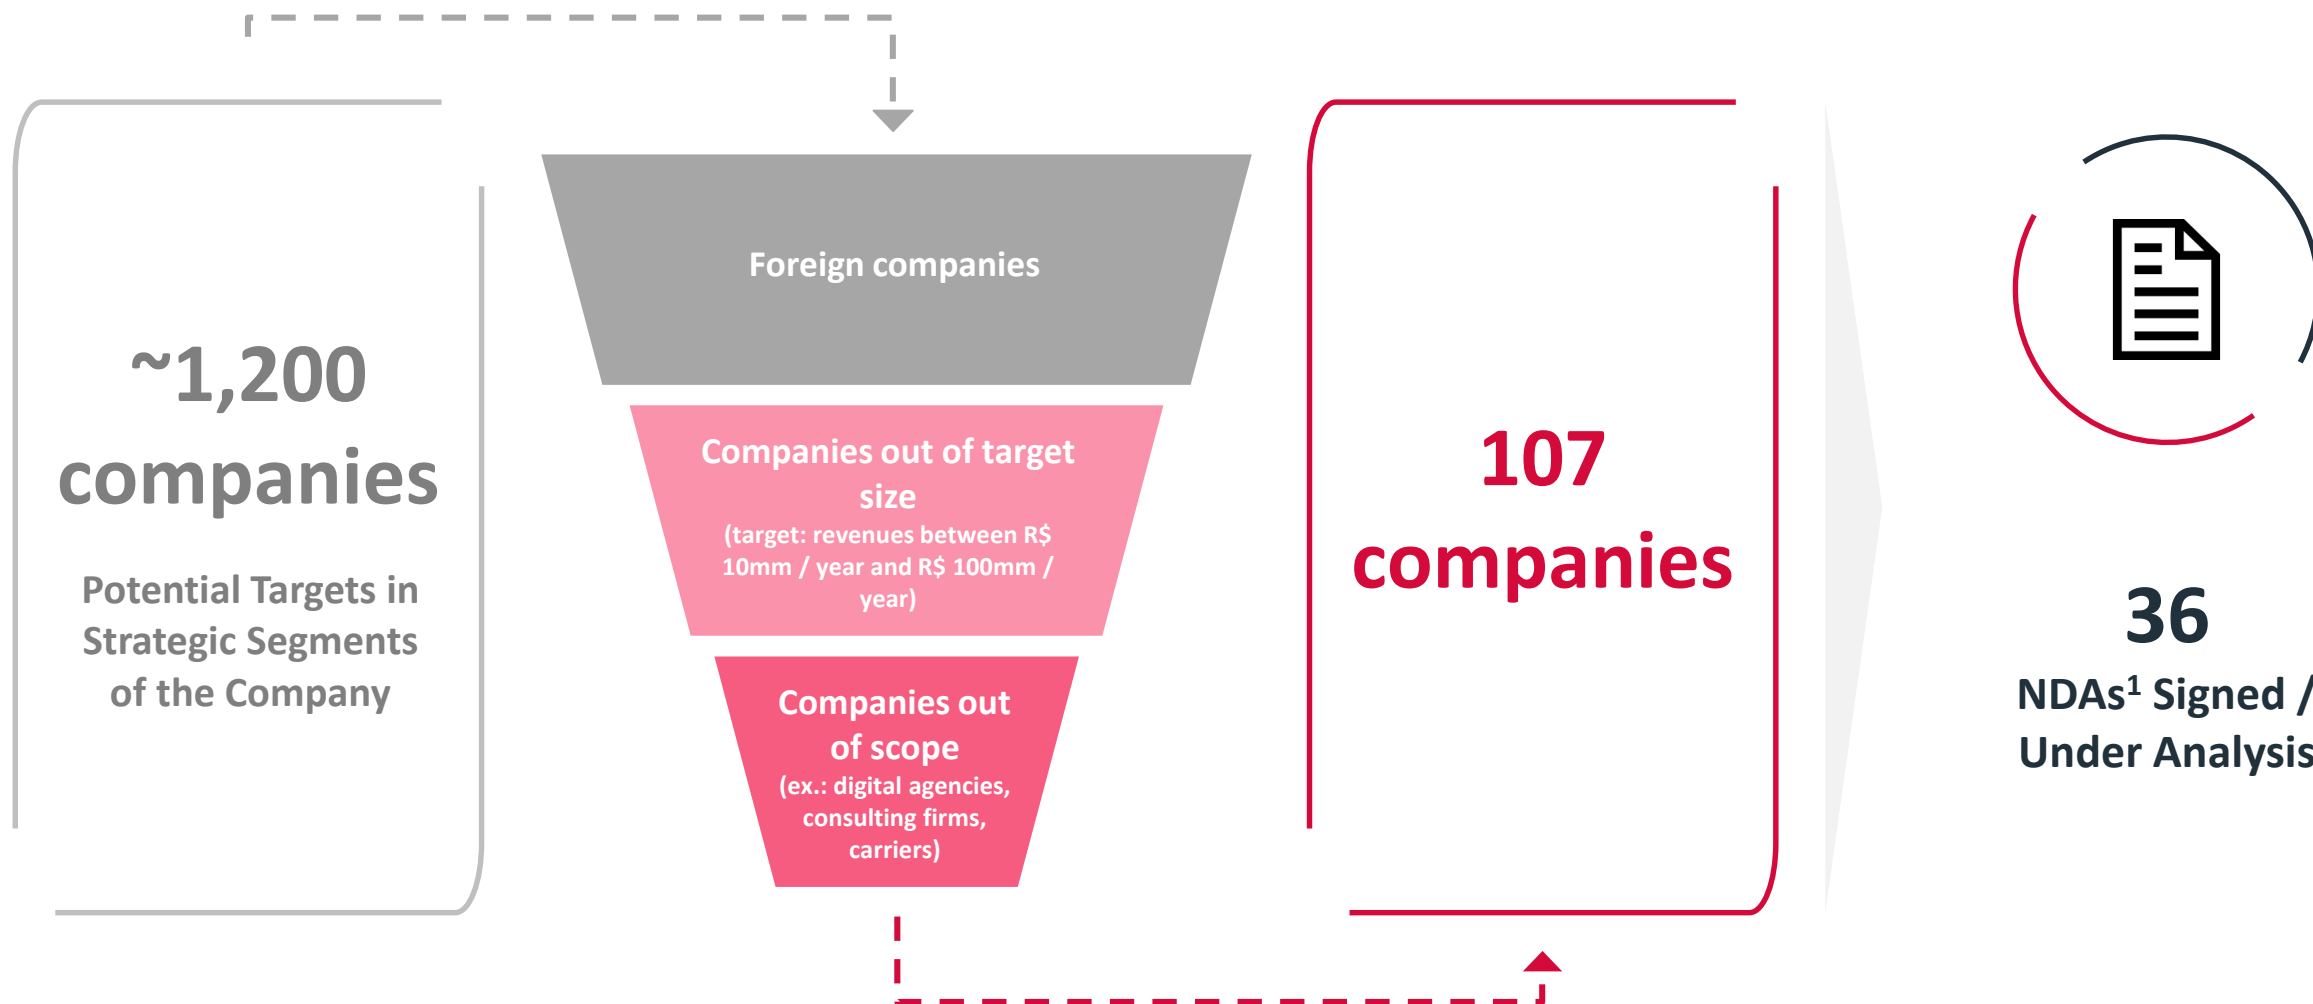 ~1,200
companies
Potential Targets in
Strategic Segments
of the Company
Foreign companies
Companies out of target
size
(target: revenues between R$
10mm / year and R$ 100mm /
year)
Companies out
of scope
(ex.: digital agencies,
consulting firms,
carriers)
107
companies
36
NDAs¹ Signed /
Under Analysis